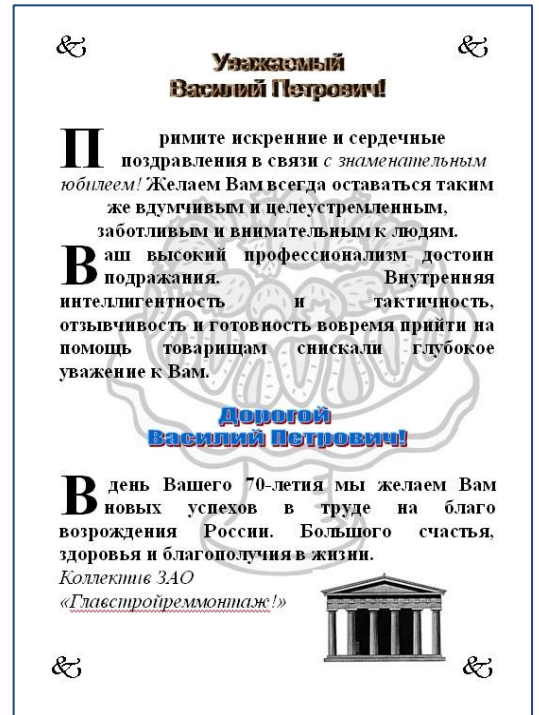 &
&
Уважаемый
Василий Петрович!
Примите искренние и сердечные
поздравления в связи с знаменательным
юбилеем! Желаем Вам всегда оставаться таким
же вдумчивым и целеустремленным,
заботливым и внимательным к людям.
Ваш высокий профессионализм достоин
подражания. Внутренняя
интеллигентность и тактичность,
отзывчивость и готовность вовремя прийти на
помощь товарищам снискали глубокое
уважение к Вам.
Дорогой
Василий Петрович!
В день Вашего 70-летия мы желаем Вам
новых успехов в труде на благо
возрождения России. Большого счастья,
здоровья и благополучия в жизни.
Коллектив ЗАО
«Главстройреммонтаж!»
&
&